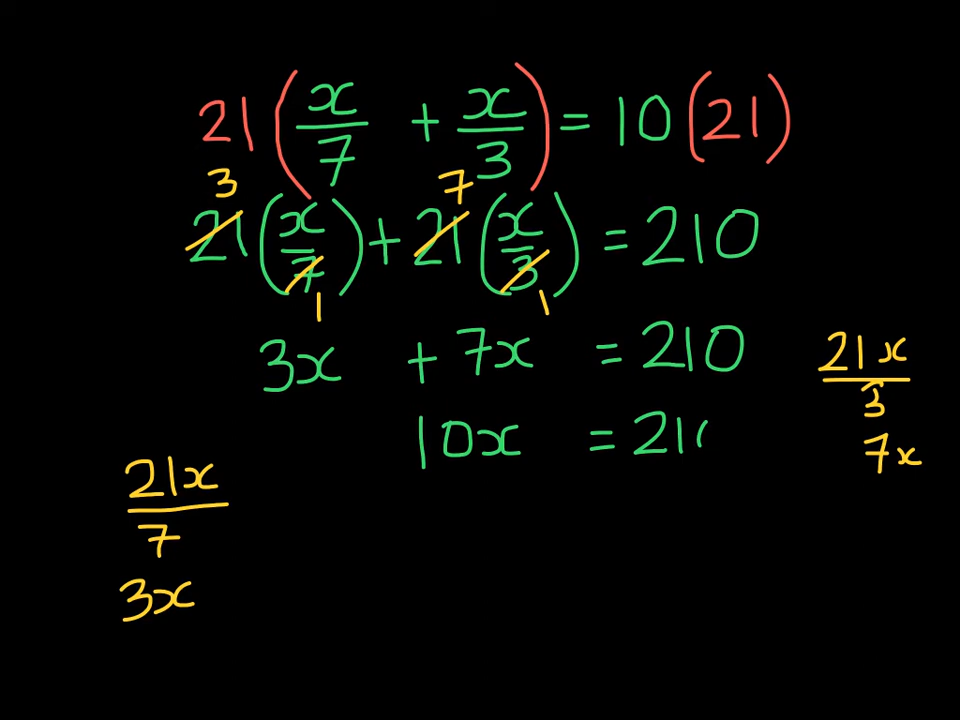 21(x/7 + x/3) = 10(21)
3 7
21(x/7) + 21(x/3) = 210
1 1
3x + 7x = 210
10x = 21
21x/3
7x
21x/7
3x